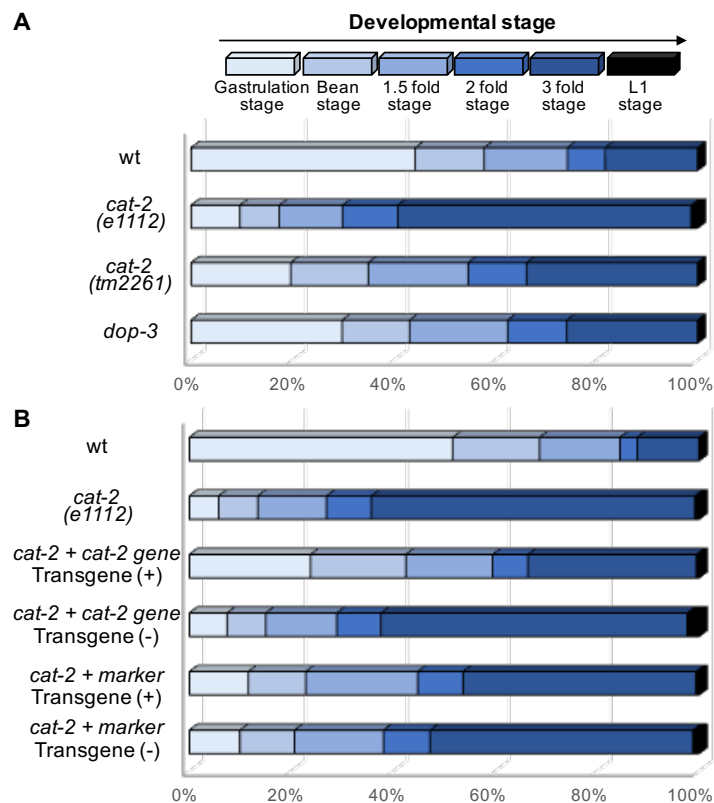 A
Developmental stage
Gastrulation stage
Bean stage
1.5 fold stage
2 fold stage
3 fold stage
L1 stage
wt
cat-2
(e1112)
cat-2
(tm2261)
dop-3
0% 20% 40% 60% 80% 100%
B
wt
cat-2
(e1112)
cat-2 + cat-2 gene
Transgene (+)
cat-2 + cat-2 gene
Transgene (-)
cat-2 + marker
Transgene (+)
cat-2 + marker
Transgene (-)
0% 20% 40% 60% 80% 100%